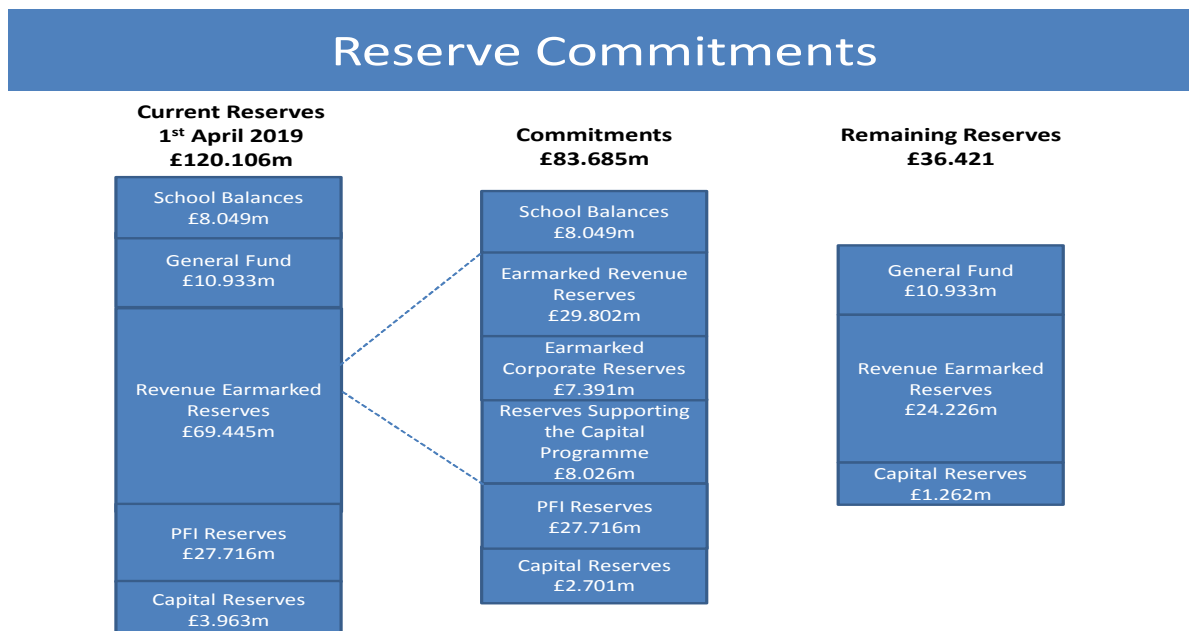 Reserve Commitments
Current Reserves
1st April 2019
£120.106m
School Balances
£8.049m
General Fund
£10.933m
Revenue Earmarked
Reserves
£69.445m
PFI Reserves
£27.716m
Capital Reserves
£3.963m
Commitments
£83.685m
School Balances
£8.049m
Earmarked Revenue
Reserves
£29.802m
Earmarked
Corporate Reserves
£7.391m
Reserves Supporting
the Capital
Programme
£8.026m
PFI Reserves
£27.716m
Capital Reserves
£2.701m
Remaining Reserves
£36.421
General Fund
£10.933m
Revenue Earmarked
Reserves
£24.226m
Capital Reserves
£1.262m